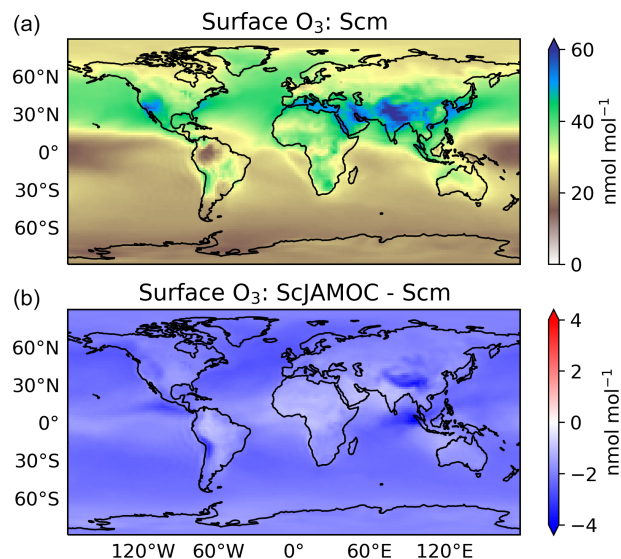 (a)
Surface O₃: Scm
60°N
30°N
0°
30°S
60°S
60
40
20
0
nmol mol⁻¹
(b)
Surface O₃: ScJAMOC - Scm
60°N
30°N
0°
30°S
60°S
120°W 60°W 0° 60°E 120°E
4
2
0
−2
−4
nmol mol⁻¹